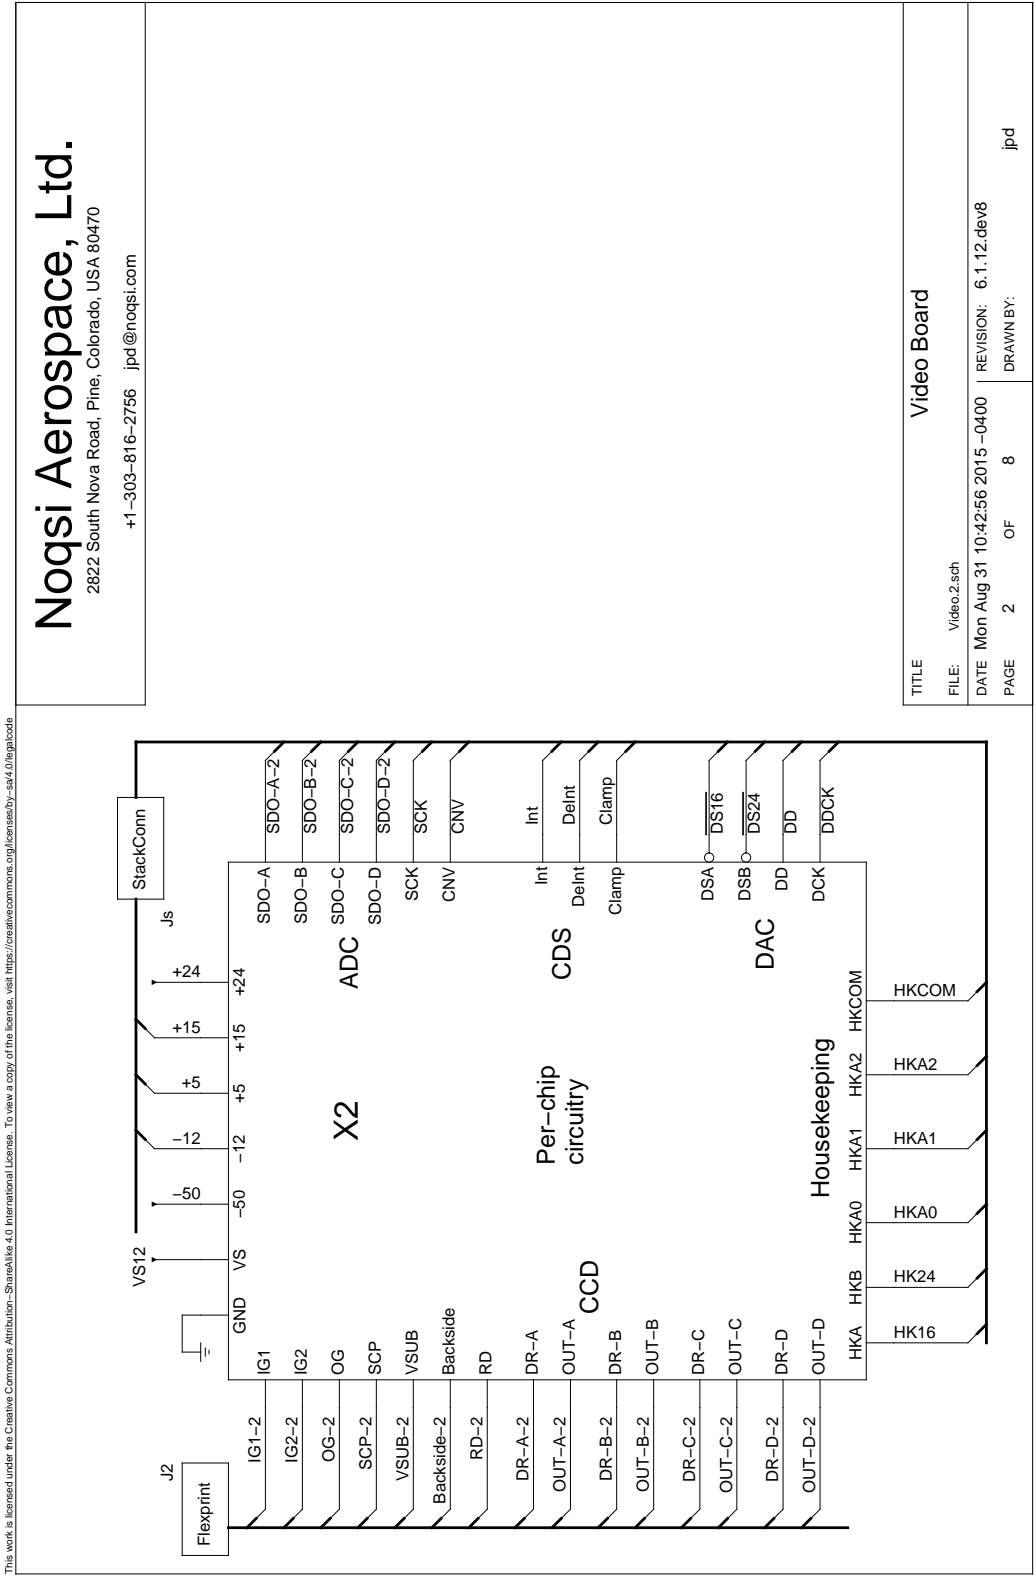 This work is licensed under the Creative Commons Attribution−ShareAlike 4.0 International License. To view a copy of the license, visit https://creativecommons.org/licenses/by−sa/4.0/legalcode
Noqsi Aerospace, Ltd.
2822 South Nova Road, Pine, Colorado, USA 80470
+1−303−816−2756 jpd@noqsi.com
J2
Flexprint
Js
StackConn
VS12
−50
−12
+5
+15
+24
GND
VS
−50
−12
+5
+15
+24
IG1−2
IG2−2
OG−2
SCP−2
VSUB−2
Backside−2
RD−2
DR−A−2
OUT−A−2
DR−B−2
OUT−B−2
DR−C−2
OUT−C−2
DR−D−2
OUT−D−2
IG1
IG2
OG
SCP
VSUB
Backside
RD
DR−A
OUT−A
DR−B
OUT−B
DR−C
OUT−C
DR−D
OUT−D
CCD
X2
Per−chip
circuitry
Housekeeping
ADC
CDS
DAC
SDO−A
SDO−B
SDO−C
SDO−D
SCK
CNV
Int
DeInt
Clamp
DSA
DSB
DD
DCK
SDO−A−2
SDO−B−2
SDO−C−2
SDO−D−2
SCK
CNV
Int
DeInt
Clamp
DS16
DS24
DD
DDCK
HKA
HKB
HKA0
HKA1
HKA2
HKCOM
HK16
HK24
HKA0
HKA1
HKA2
HKCOM
TITLE
Video Board
FILE: Video.2.sch
DATE Mon Aug 31 10:42:56 2015 −0400 REVISION: 6.1.12.dev8
PAGE 2 OF 8 DRAWN BY: jpd